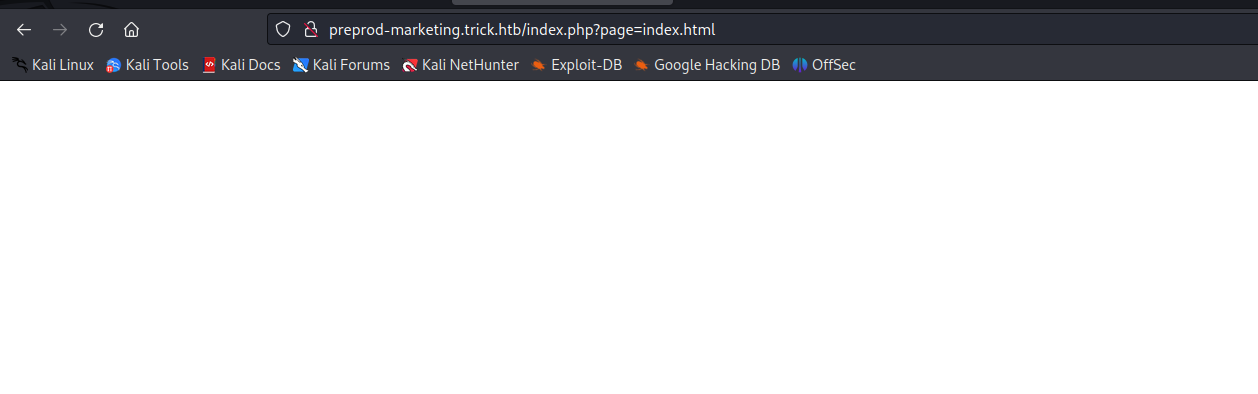 preprod-marketing.trick.htb/index.php?page=index.html
Kali Linux Kali Tools Kali Docs Kali Forums Kali NetHunter Exploit-DB Google Hacking DB OffSec